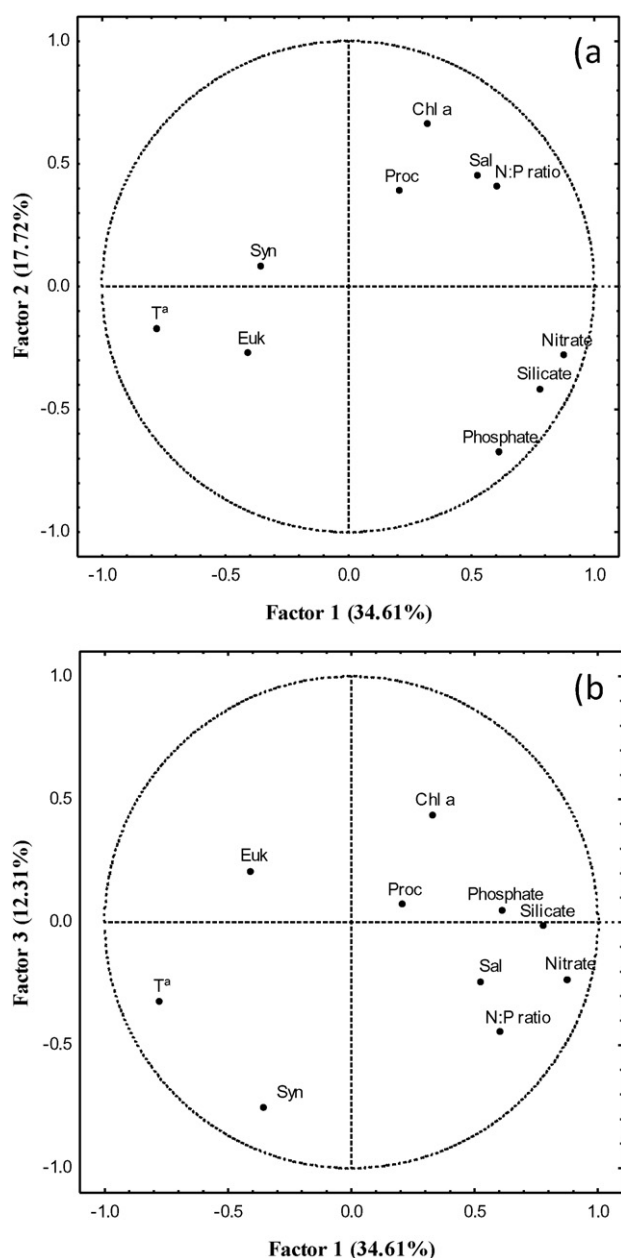 (a)
1.0
Chl a
0.5
Sal
N:P ratio
Proc
Syn
0.0
Tª
Euk
Nitrate
Silicate
-0.5
Phosphate
-1.0
-1.0 -0.5 0.0 0.5 1.0
Factor 2 (17.72%)
Factor 1 (34.61%)
(b)
1.0
Chl a
0.5
Euk
Proc
Phosphate
Silicate
0.0
Sal
Nitrate
Tª
N:P ratio
-0.5
Syn
-1.0
-1.0 -0.5 0.0 0.5 1.0
Factor 3 (12.31%)
Factor 1 (34.61%)